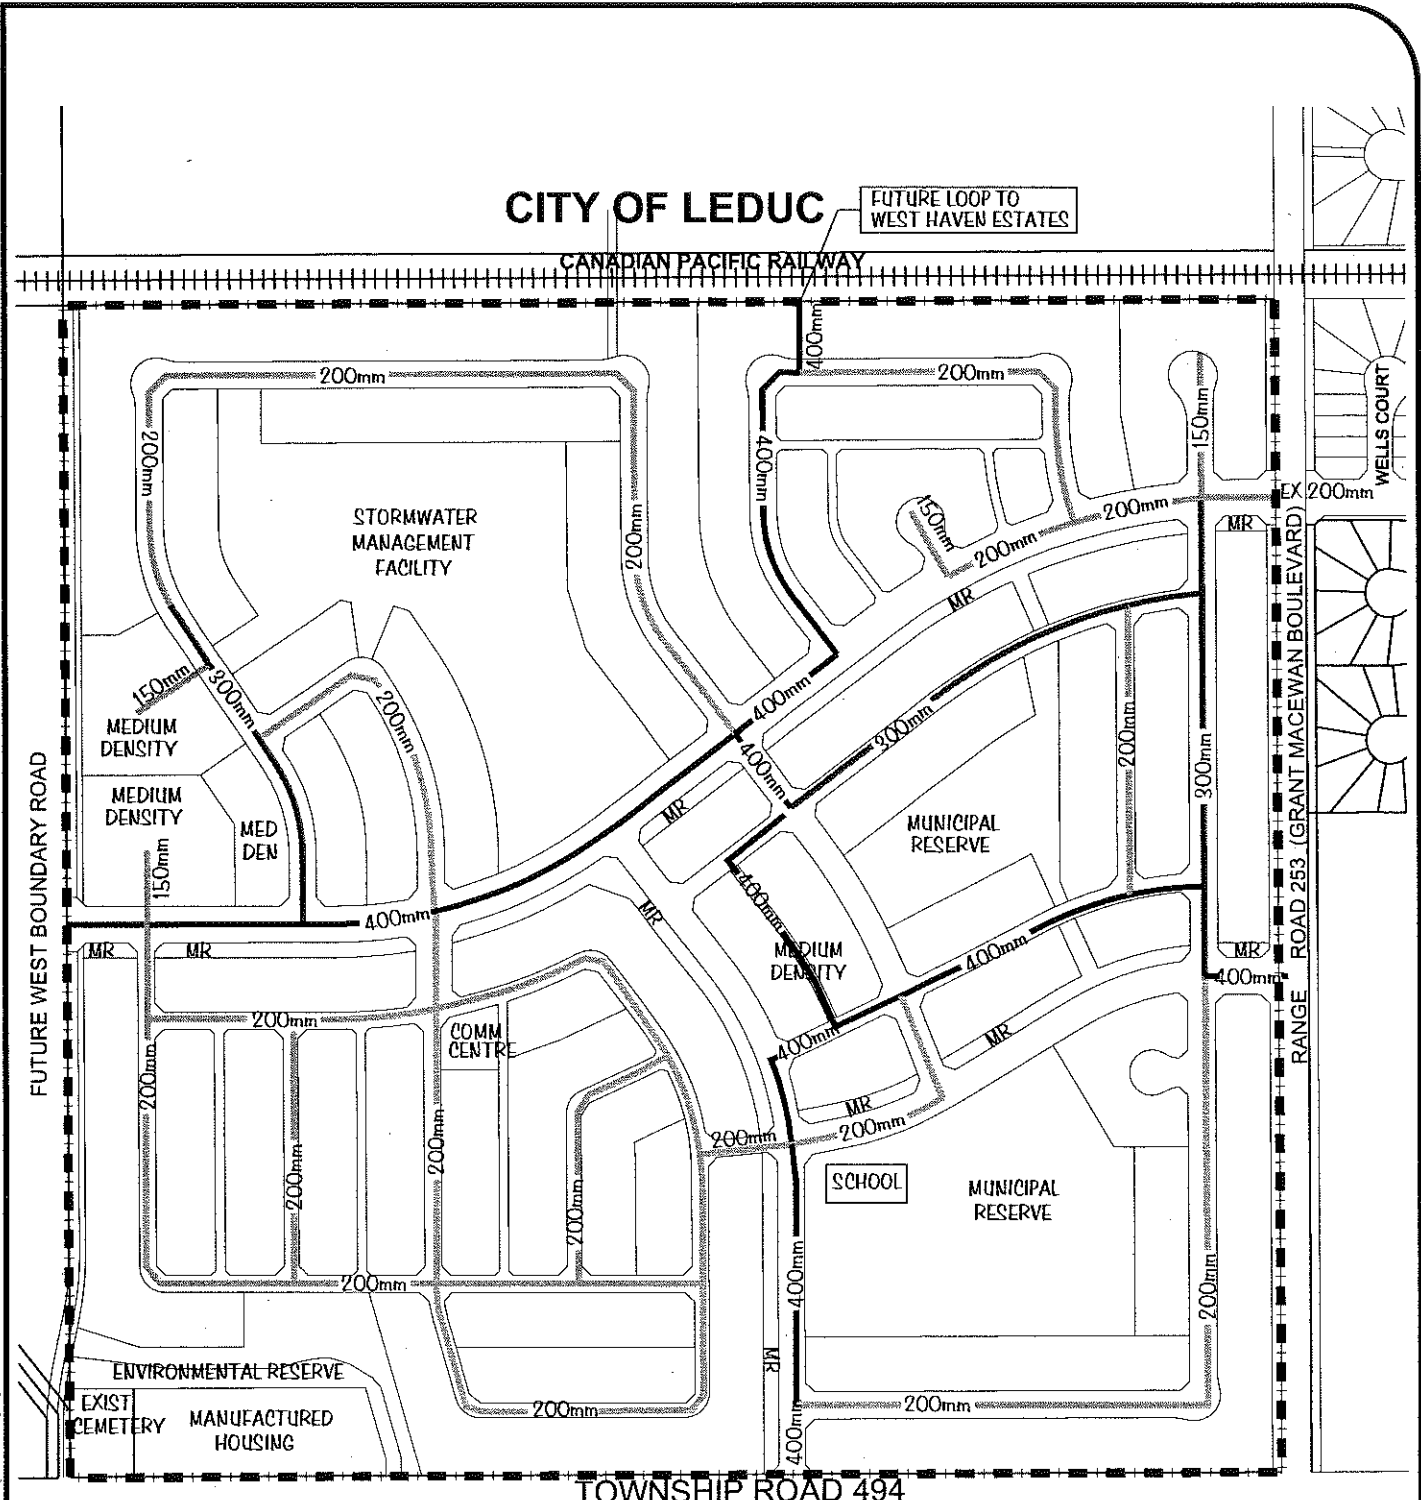 CITY OF LEDUC
FUTURE LOOP TO
WEST HAVEN ESTATES
CANADIAN PACIFIC RAILWAY
400mm
200mm
200mm
150mm
WELLS COURT
200mm
400mm
200mm
150mm
200mm
200mm
EX 200mm
MR
STORMWATER
MANAGEMENT
FACILITY
MR
150mm
300mm
200mm
400mm
400mm
300mm
200mm
300mm
MEDIUM
DENSITY
MEDIUM
DENSITY
MED
DEN
150mm
MR
MUNICIPAL
RESERVE
FUTURE WEST BOUNDARY ROAD
RANGE ROAD 253 (GRANT MACEWAN BOULEVARD)
400mm
400mm
MR
MR
MR
MEDIUM
DENSITY
400mm
MR
400mm
200mm
COMM
CENTRE
400mm
MR
MR
200mm
200mm
200mm
200mm
200mm
200mm
SCHOOL
MUNICIPAL
RESERVE
200mm
400mm
200mm
MR
ENVIRONMENTAL RESERVE
EXIST
CEMETERY
MANUFACTURED
HOUSING
200mm
200mm
400mm
TOWNSHIP ROAD 494